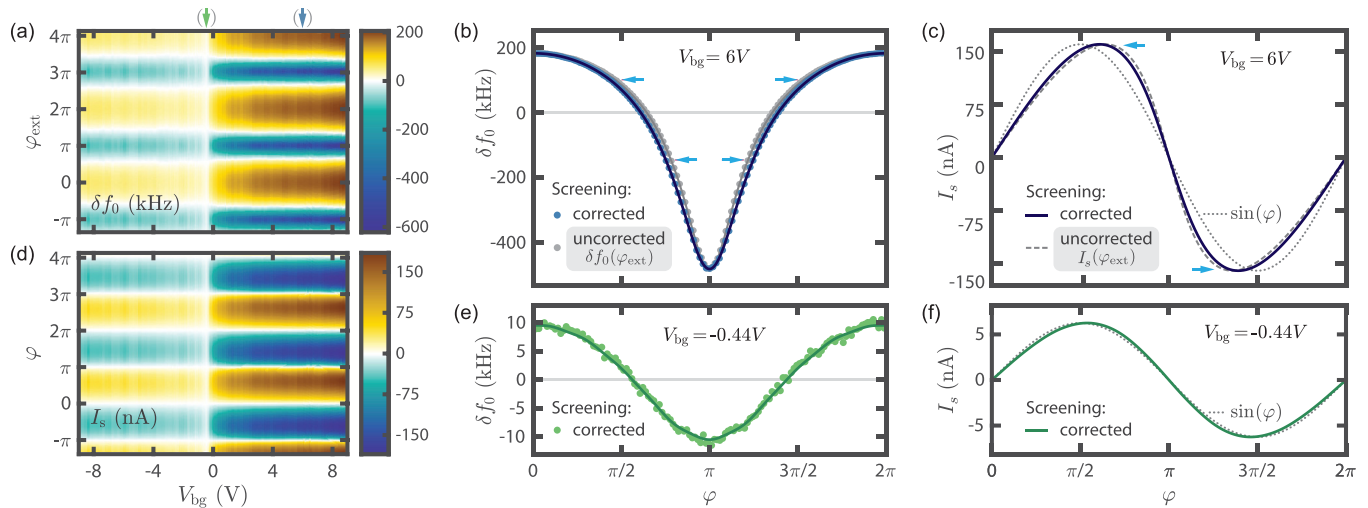 (a)
( )
( )
4π
3π
2π
π
0
-π
φext
δf0 (kHz)
200
0
-200
-400
-600
(d)
4π
3π
2π
π
0
-π
φ
Is (nA)
-8
-4
0
4
8
Vbg (V)
150
75
0
-75
-150
(b)
Vbg = 6V
200
0
-200
-400
δf0 (kHz)
Screening:
corrected
uncorrected
δf0(φext)
(c)
Vbg = 6V
150
75
0
-75
-150
Is (nA)
Screening:
corrected
uncorrected
Is(φext)
sin(φ)
(e)
Vbg = -0.44V
10
5
0
-5
-10
δf0 (kHz)
Screening:
corrected
0
π/2
π
3π/2
2π
φ
(f)
Vbg = -0.44V
5
0
-5
Is (nA)
Screening:
corrected
sin(φ)
0
π/2
π
3π/2
2π
φ